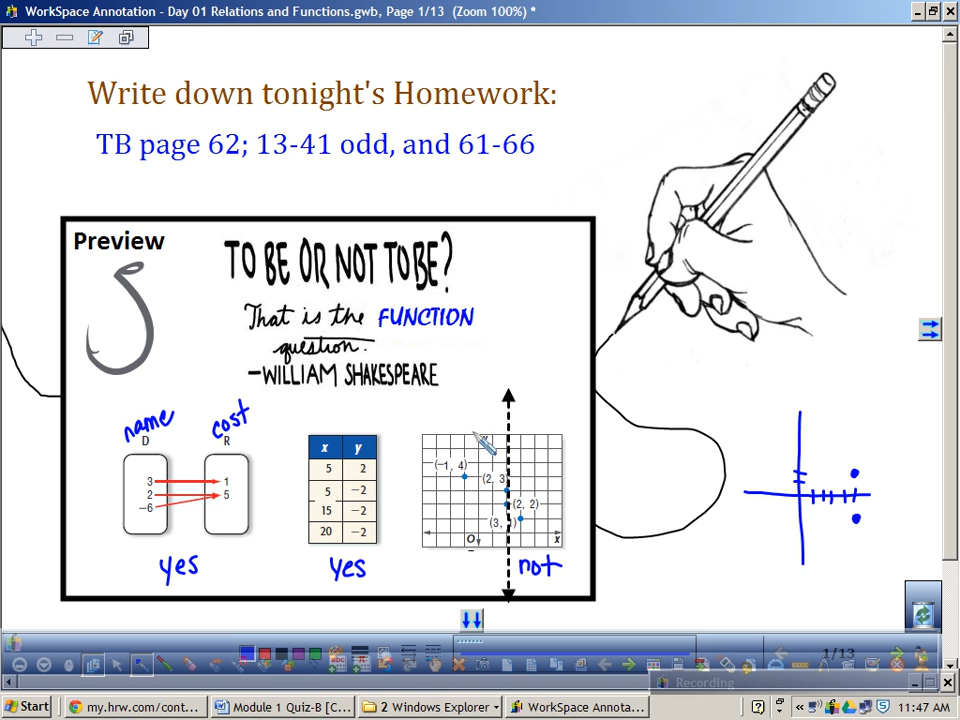 WorkSpace Annotation - Day 01 Relations and Functions.gwb, Page 1/13 (Zoom 100%) *
Write down tonight's Homework:
TB page 62; 13-41 odd, and 61-66
Preview
TO BE OR NOT TO BE?
That is the FUNCTION
question.
-WILLIAM SHAKESPEARE
name cost
D R
3 1
2 5
-6
yes
x y
5 2
5 -2
15 -2
20 -2
yes
(-1, 4)
(2, 3)
(2, 2)
(3,
O x
not
1/13
Recording
Start
my.hrw.com/cont...
Module 1 Quiz-B [C...
2 Windows Explorer
WorkSpace Annota...
11:47 AM